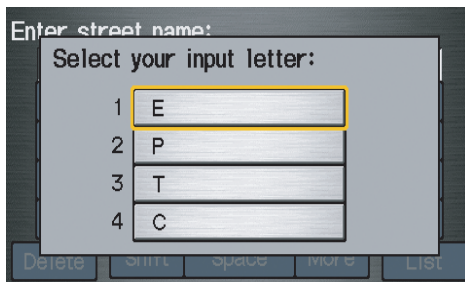 Enter street name:
Select your input letter:
1 E
2 P
3 T
4 C
Delete Shift Space More List